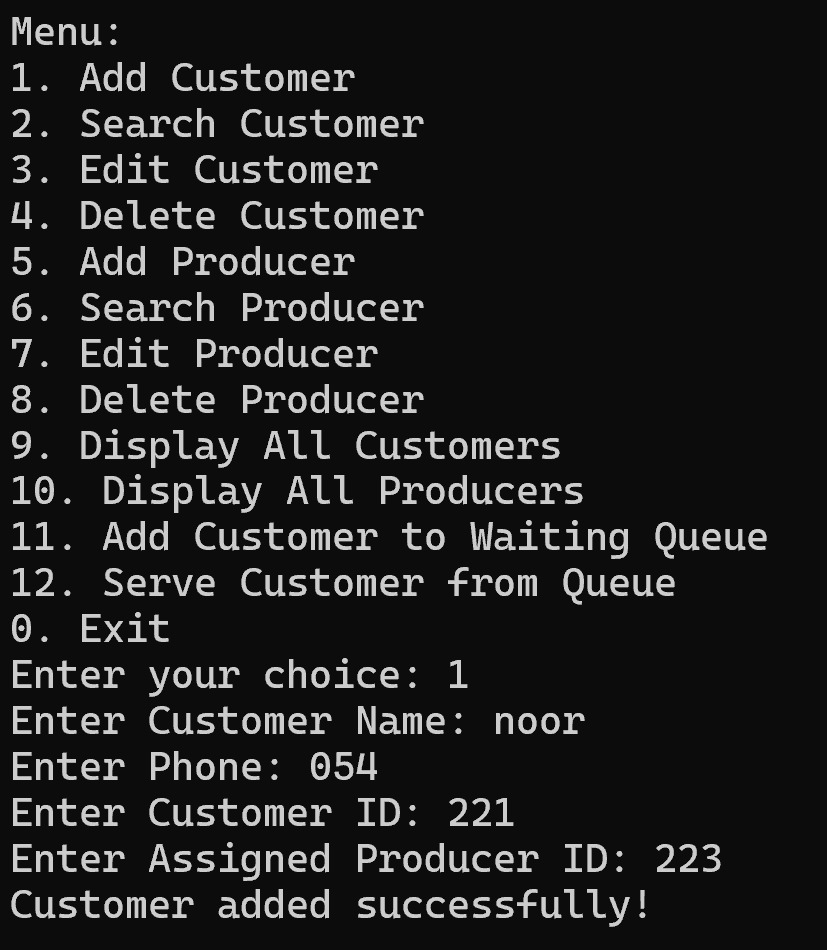 Menu:
1. Add Customer
2. Search Customer
3. Edit Customer
4. Delete Customer
5. Add Producer
6. Search Producer
7. Edit Producer
8. Delete Producer
9. Display All Customers
10. Display All Producers
11. Add Customer to Waiting Queue
12. Serve Customer from Queue
0. Exit
Enter your choice: 1
Enter Customer Name: noor
Enter Phone: 054
Enter Customer ID: 221
Enter Assigned Producer ID: 223
Customer added successfully!